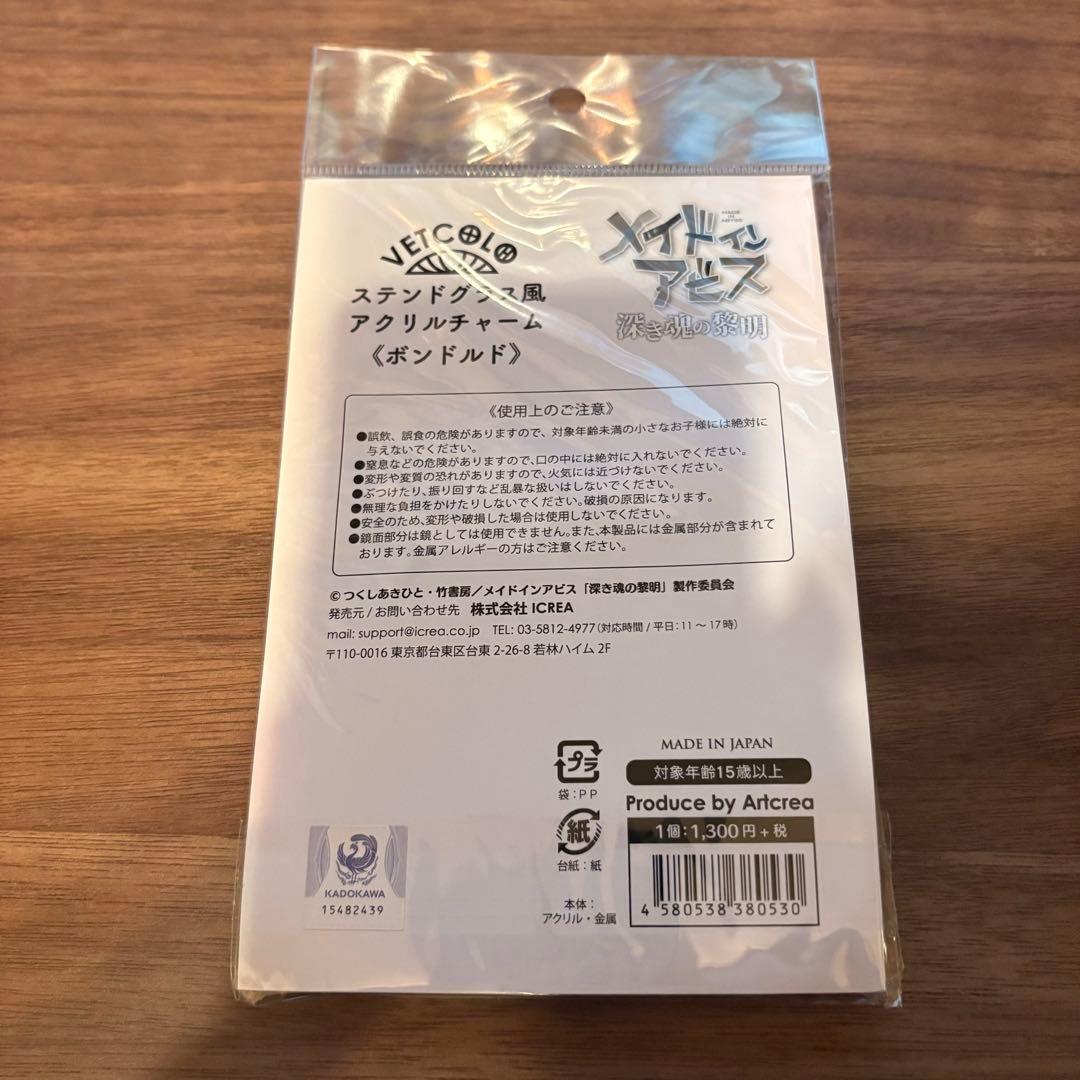 VETCOLO
ステンドグラス風
アクリルチャーム
《ボンドルド》
MADE
IN
ABYSS
メイドイン
アビス
深き魂の黎明
《使用上のご注意》
●誤飲、誤食の危険がありますので、対象年齢未満の小さなお子様には絶対に
与えないでください。
●窒息などの危険がありますので、口の中には絶対に入れないでください。
●変形や変質の恐れがありますので、火気には近づけないでください。
●ぶつけたり、振り回すなど乱暴な扱いはしないでください。
●無理な負担をかけたりしないでください。破損の原因になります。
●安全のため、変形や破損した場合は使用しないでください。
●鏡面部分は鏡としては使用できません。また、本製品には金属部分が含まれて
おります。金属アレルギーの方はご注意ください。
© つくしあきひと・竹書房／メイドインアビス「深き魂の黎明」製作委員会
発売元 / お問い合わせ先 株式会社 ICREA
mail: support@icrea.co.jp TEL: 03-5812-4977 (対応時間 / 平日：11 〜 17 時)
〒110-0016 東京都台東区台東 2-26-8 若林ハイム 2F
プラ
袋：PP
紙
台紙：紙
本体：
アクリル・金属
MADE IN JAPAN
対象年齢15歳以上
Produce by Artcrea
1個：1,300円＋税
4 580538 380530
KADOKAWA
15482439